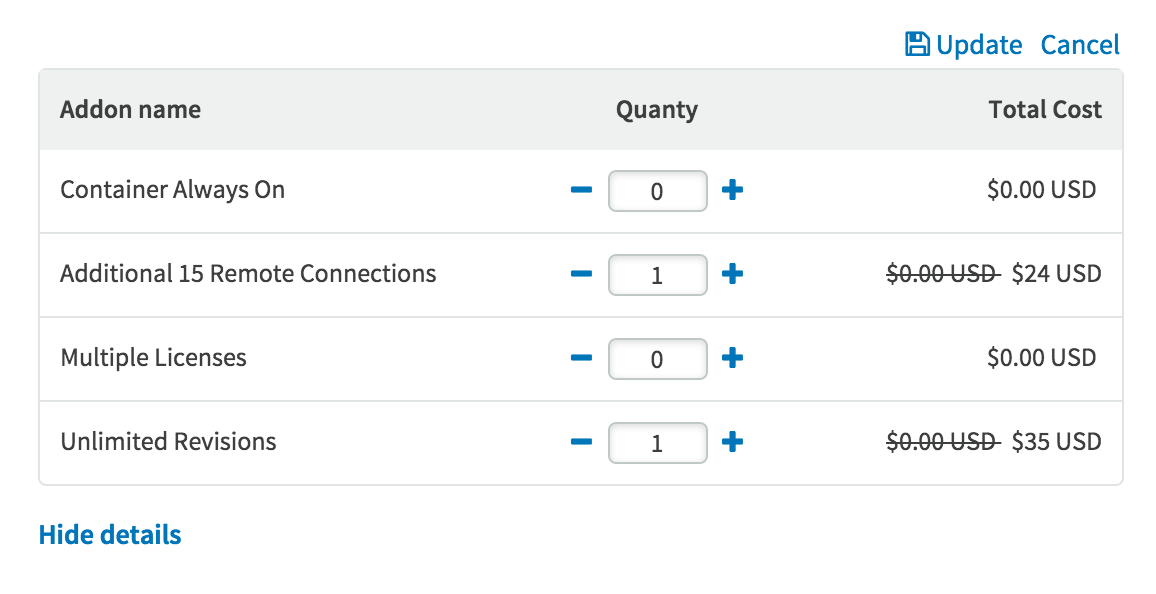 Update Cancel
Addon name Quanty Total Cost
Container Always On 0 $0.00 USD
Additional 15 Remote Connections 1 $0.00 USD $24 USD
Multiple Licenses 0 $0.00 USD
Unlimited Revisions 1 $0.00 USD $35 USD
Hide details